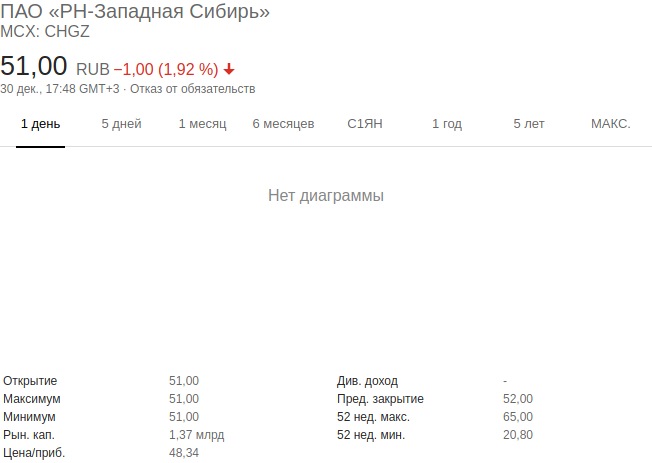 ПАО «РН-Западная Сибирь»
MCX: CHGZ
51,00 RUB −1,00 (1,92 %)
30 дек., 17:48 GMT+3 · Отказ от обязательств
1 день 5 дней 1 месяц 6 месяцев С1ЯН 1 год 5 лет МАКС.
Нет диаграммы
Открытие 51,00 Див. доход -
Максимум 51,00 Пред. закрытие 52,00
Минимум 51,00 52 нед. макс. 65,00
Рын. кап. 1,37 млрд 52 нед. мин. 20,80
Цена/приб. 48,34